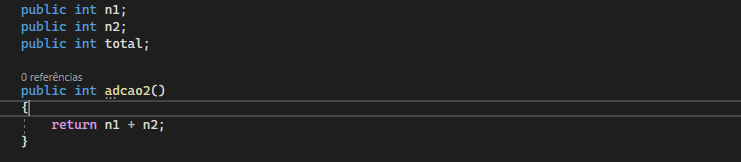 public int n1;
public int n2;
public int total;
0 referências
public int adcao2()
{
return n1 + n2;
}